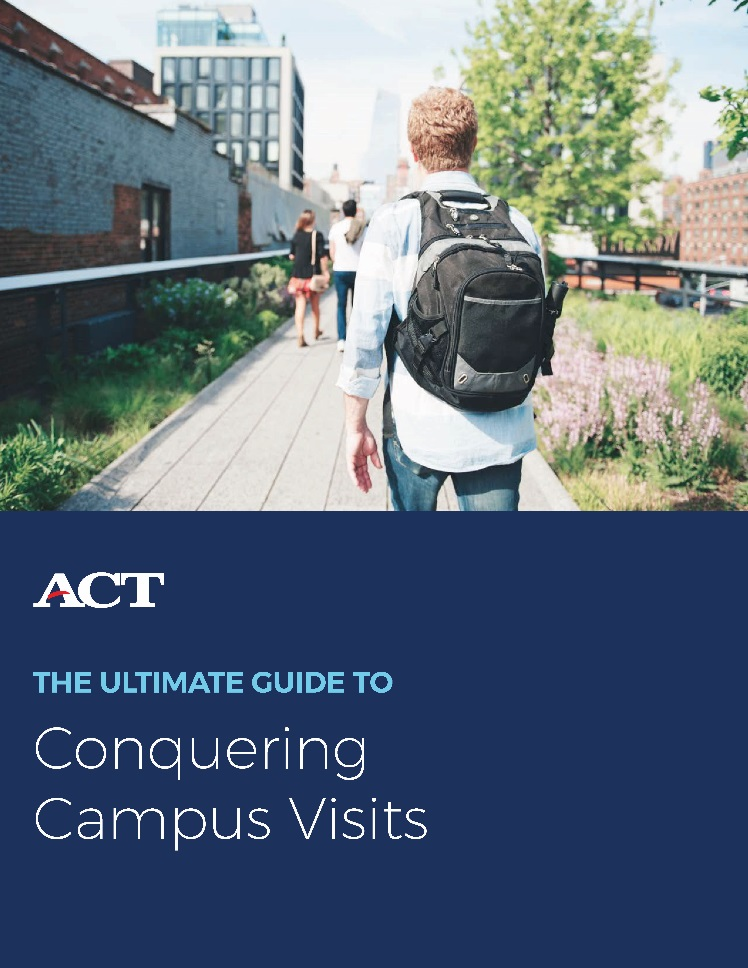 ACT
THE ULTIMATE GUIDE TO
Conquering
Campus Visits